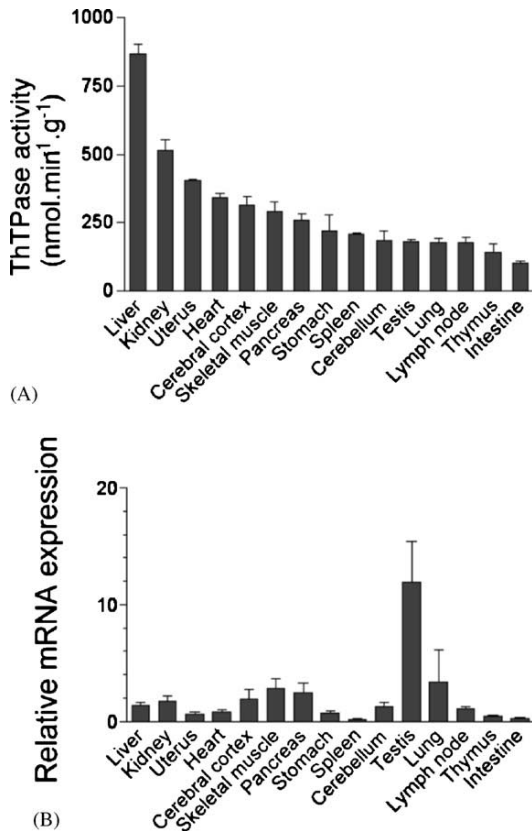 1000
750
500
250
0
ThTPase activity
(nmol.min¹.g⁻¹)
Liver
Kidney
Uterus
Heart
Cerebral cortex
Skeletal muscle
Pancreas
Stomach
Spleen
Cerebellum
Testis
Lung
Lymph node
Thymus
Intestine
(A)
20
10
0
Relative mRNA expression
Liver
Kidney
Uterus
Heart
Cerebral cortex
Skeletal muscle
Pancreas
Stomach
Spleen
Cerebellum
Testis
Lung
Lymph node
Thymus
Intestine
(B)